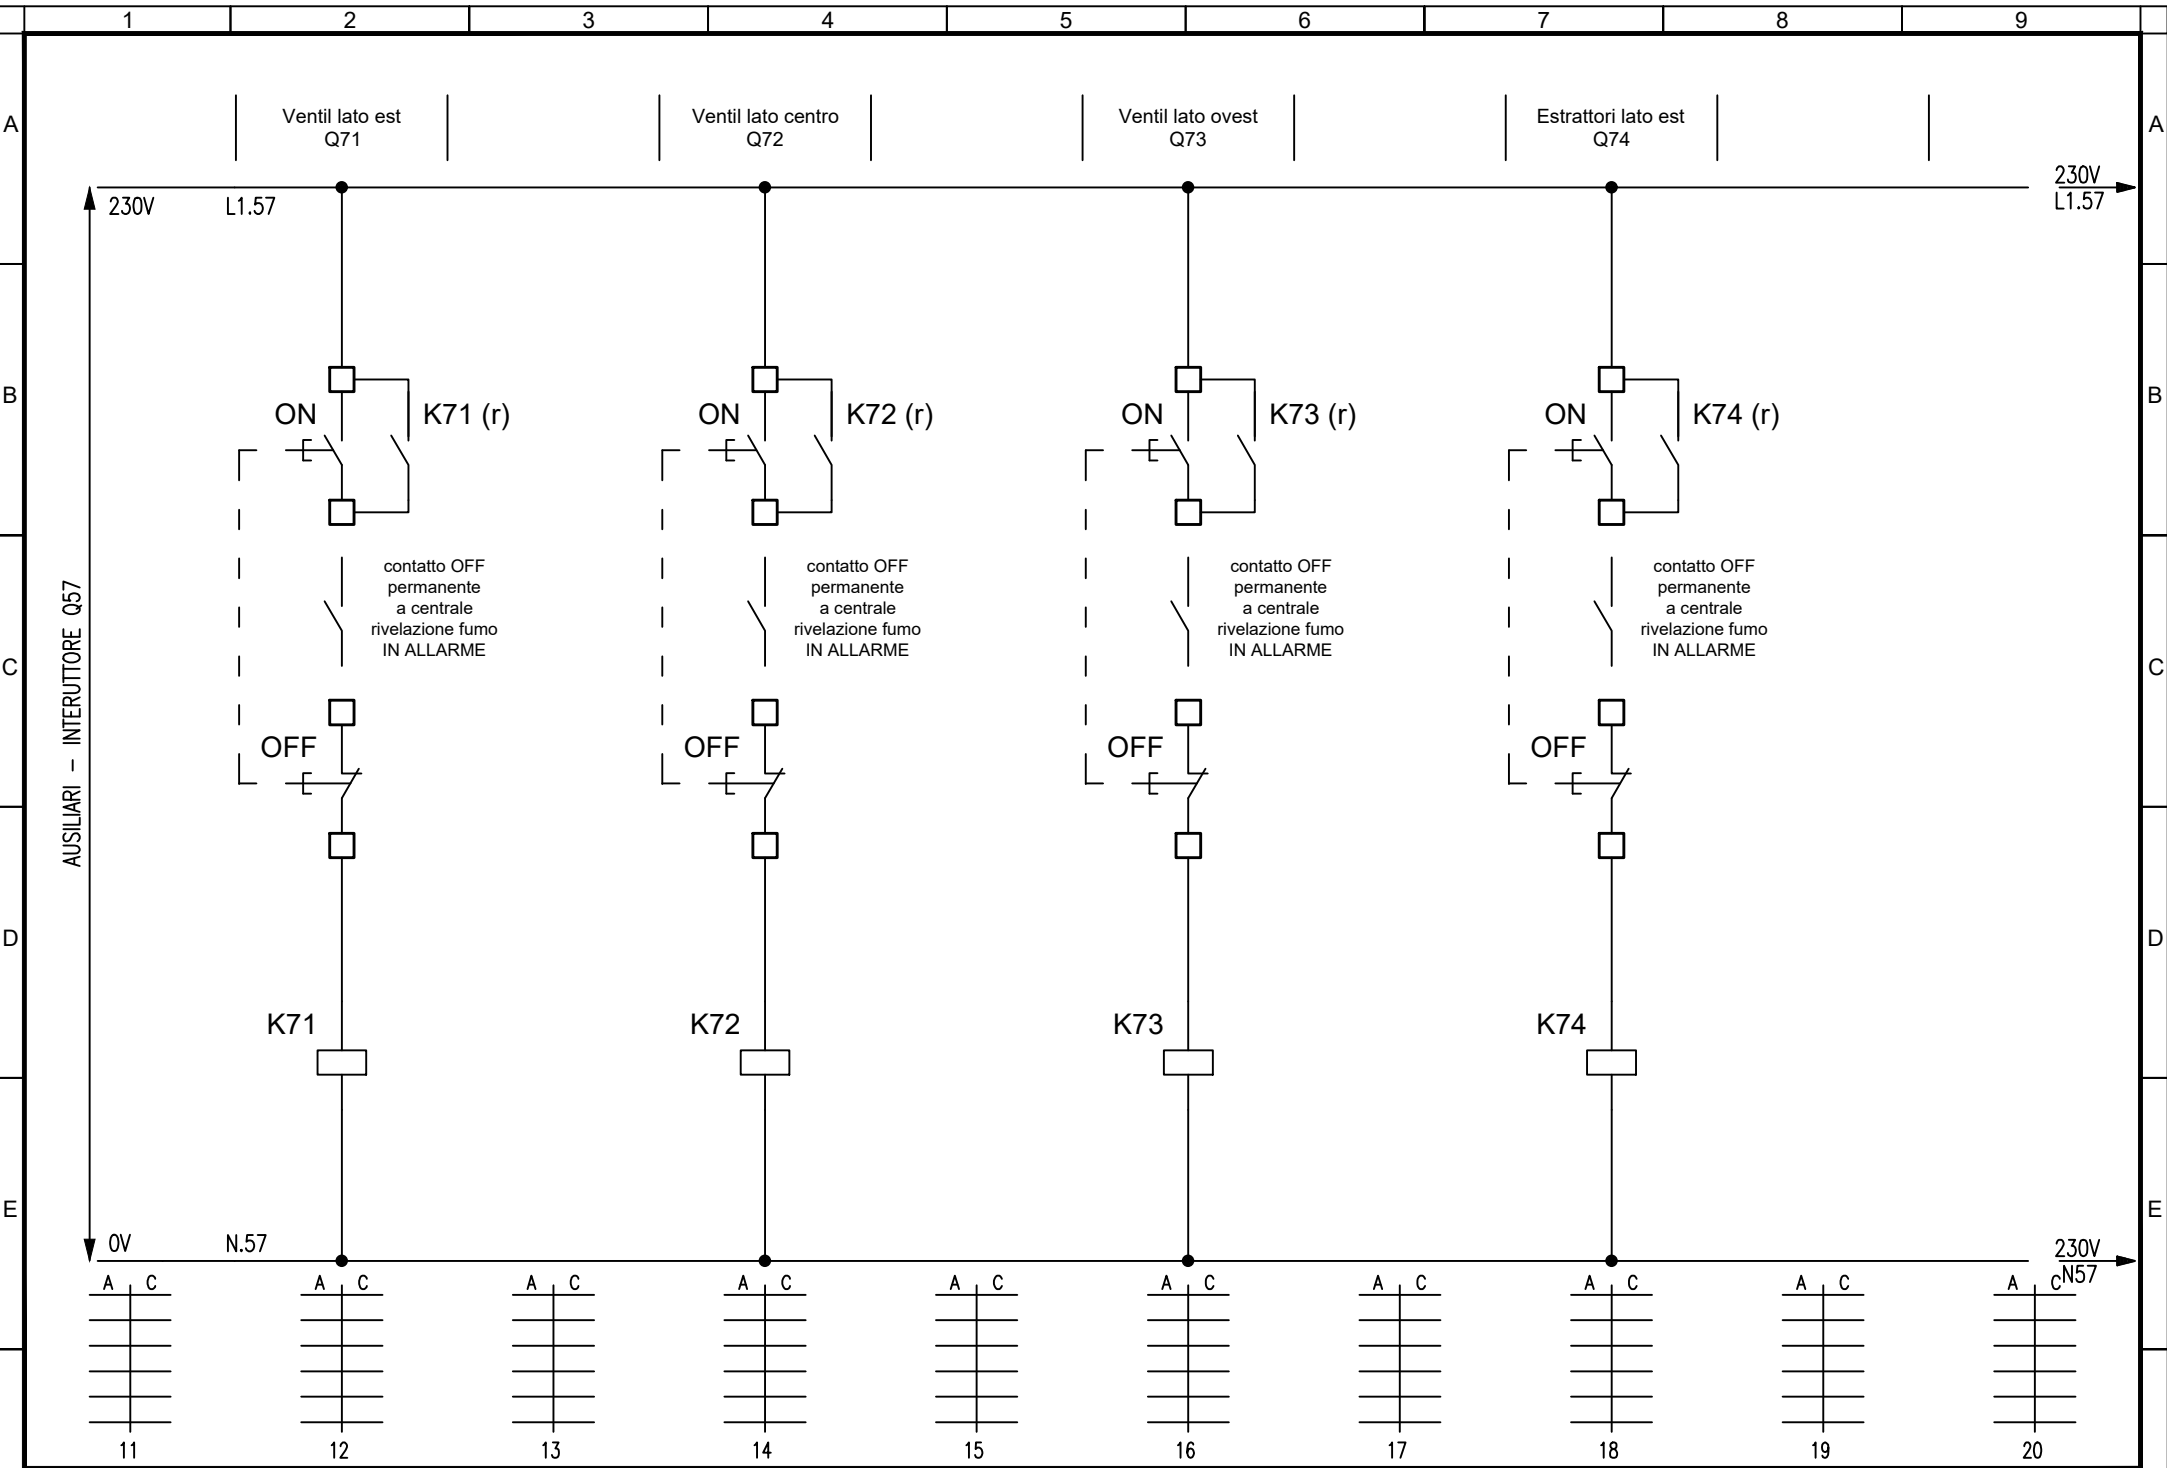 1 2 3 4 5 6 7 8 9
A A
Ventil lato est
Q71
Ventil lato centro
Q72
Ventil lato ovest
Q73
Estrattori lato est
Q74
230V L1.57
230V
L1.57
B B
ON K71 (r)
ON K72 (r)
ON K73 (r)
ON K74 (r)
AUSILIARI – INTERUTTORE Q57
C C
contatto OFF
permanente
a centrale
rivelazione fumo
IN ALLARME
contatto OFF
permanente
a centrale
rivelazione fumo
IN ALLARME
contatto OFF
permanente
a centrale
rivelazione fumo
IN ALLARME
contatto OFF
permanente
a centrale
rivelazione fumo
IN ALLARME
OFF OFF OFF OFF
D D
K71 K72 K73 K74
E E
0V N.57
230V
N57
A C A C A C A C A C A C A C A C A C A C
11 12 13 14 15 16 17 18 19 20